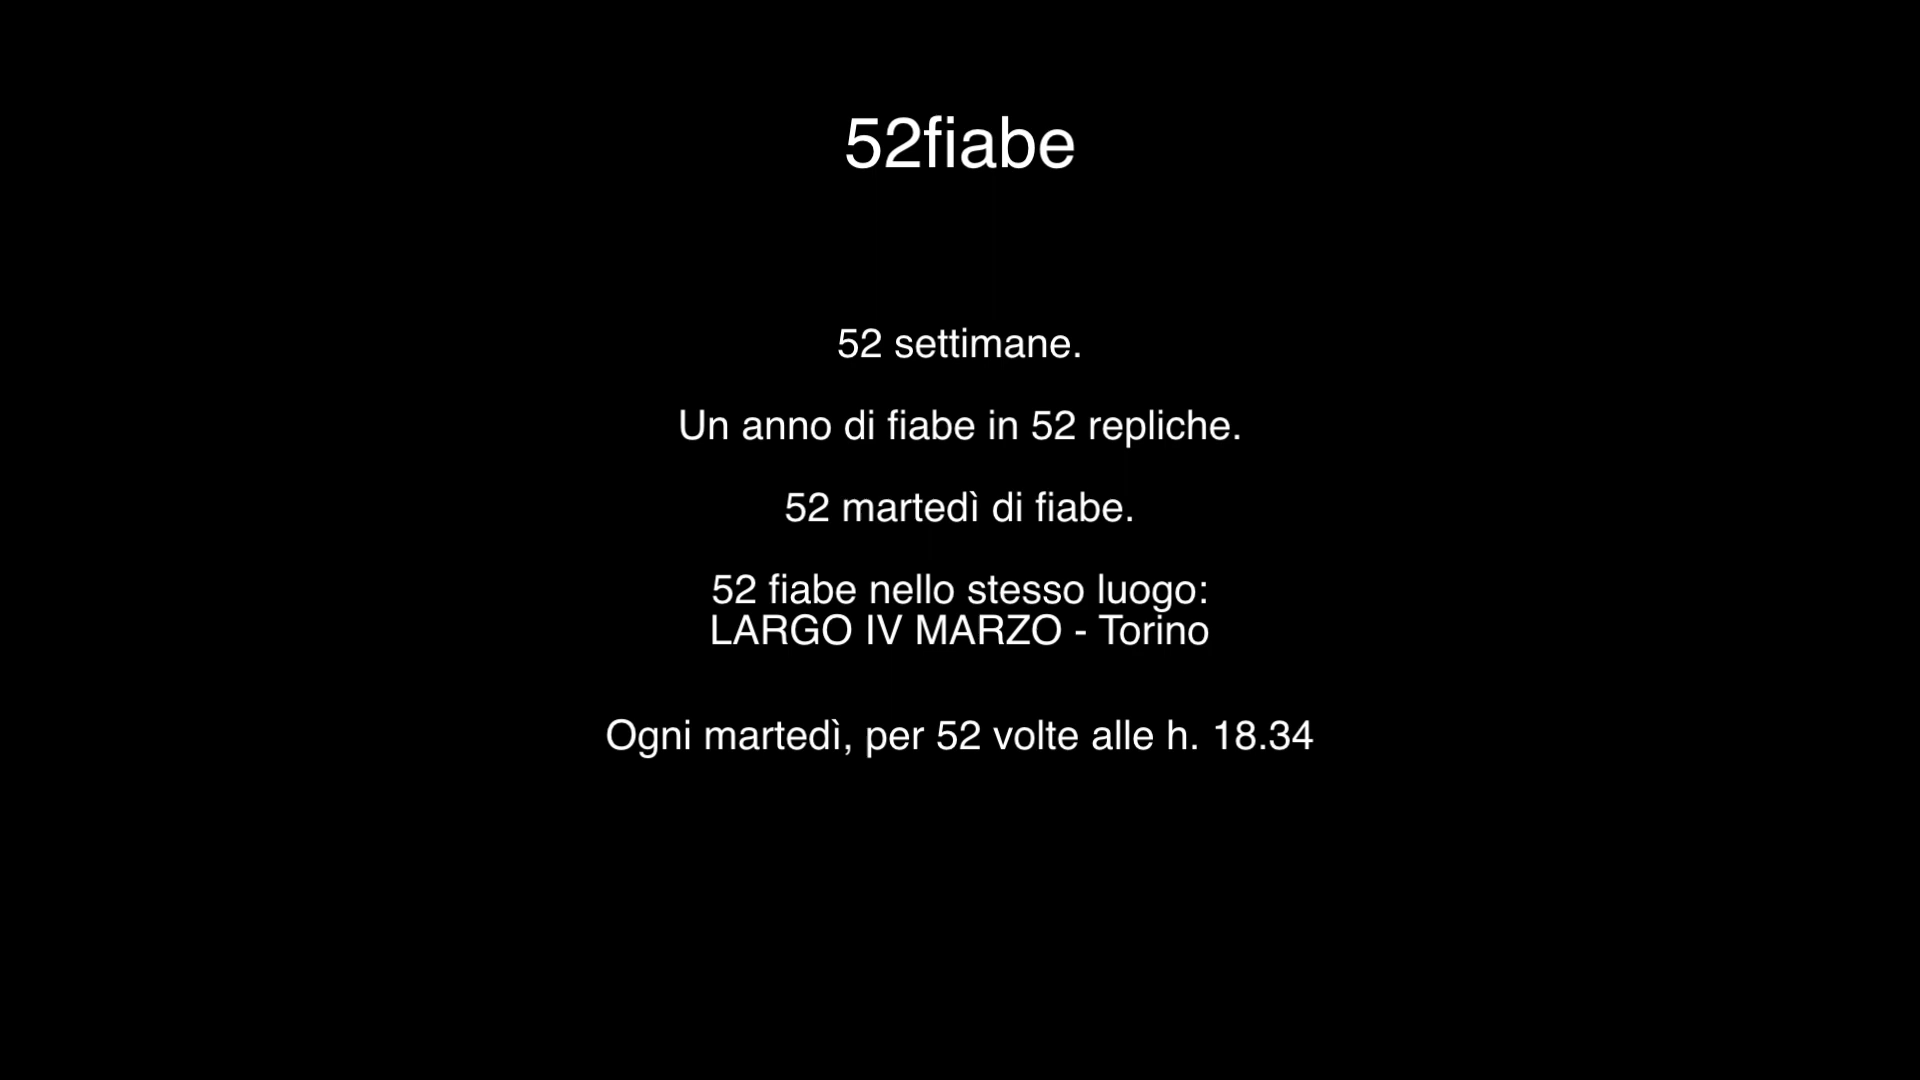 52fiabe
52 settimane.
Un anno di fiabe in 52 repliche.
52 martedì di fiabe.
52 fiabe nello stesso luogo:
LARGO IV MARZO - Torino
Ogni martedì, per 52 volte alle h. 18.34